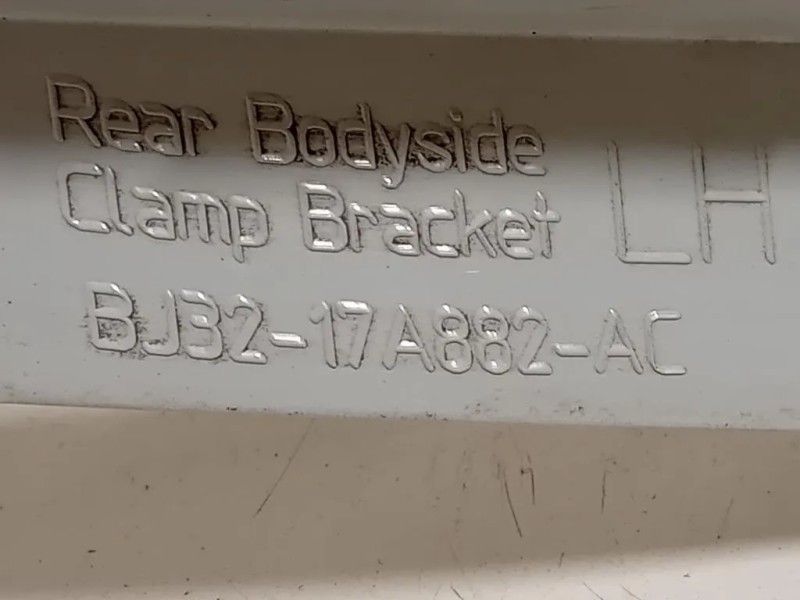 Rear Bodyside
Clamp Bracket LH
BJ32-17A882-AC